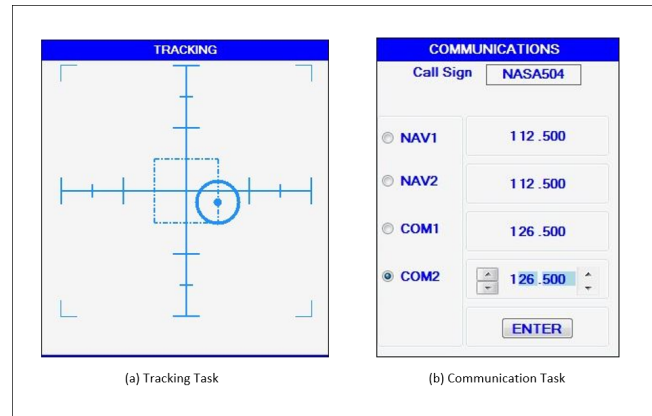 TRACKING
COMMUNICATIONS
Call Sign NASA504
NAV1 112.500
NAV2 112.500
COM1 126.500
COM2 126.500
ENTER
(a) Tracking Task
(b) Communication Task